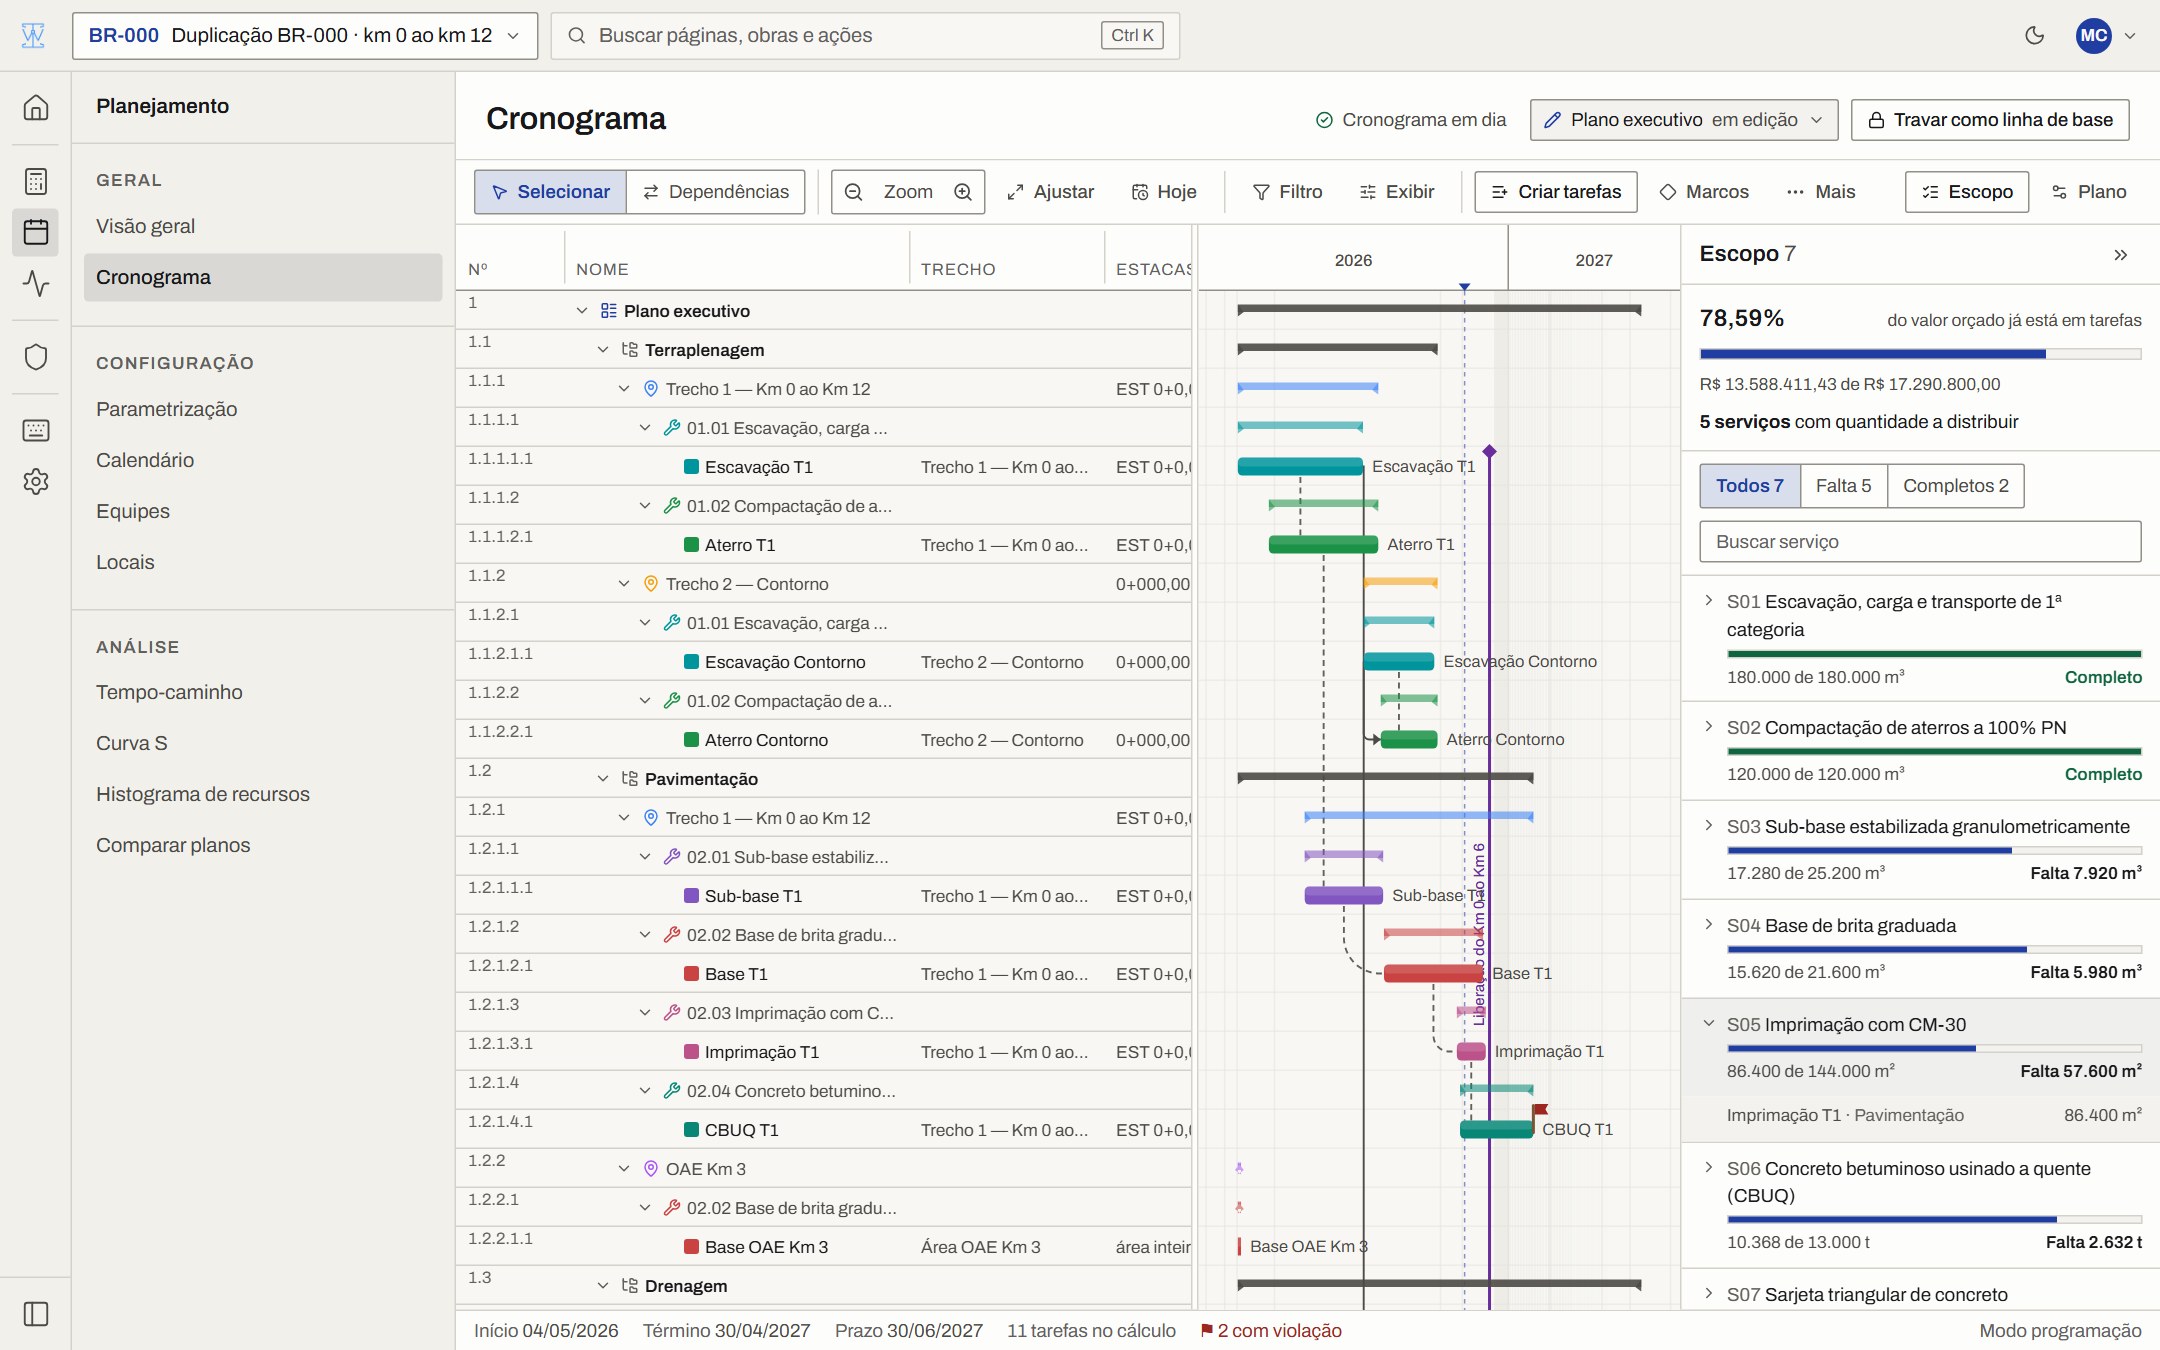 BR-000 Duplicação BR-000 · km 0 ao km 12
Buscar páginas, obras e ações
Ctrl K
MC
Planejamento
GERAL
Visão geral
Cronograma
CONFIGURAÇÃO
Parametrização
Calendário
Equipes
Locais
ANÁLISE
Tempo-caminho
Curva S
Histograma de recursos
Comparar planos
Cronograma
Cronograma em dia
Plano executivo em edição
Travar como linha de base
Selecionar
Dependências
Zoom
Ajustar
Hoje
Filtro
Exibir
Criar tarefas
Marcos
Mais
Escopo
Plano
Nº NOME TRECHO ESTACAS
2026 2027
1 Plano executivo
1.1 Terraplenagem
1.1.1 Trecho 1 — Km 0 ao Km 12 EST 0+0,0
1.1.1.1 01.01 Escavação, carga ...
1.1.1.1.1 Escavação T1 Trecho 1 — Km 0 ao... EST 0+0,0 Escavação T1
1.1.1.2 01.02 Compactação de a...
1.1.1.2.1 Aterro T1 Trecho 1 — Km 0 ao... EST 0+0,0 Aterro T1
1.1.2 Trecho 2 — Contorno 0+000,00
1.1.2.1 01.01 Escavação, carga ...
1.1.2.1.1 Escavação Contorno Trecho 2 — Contorno 0+000,00 Escavação Contorno
1.1.2.2 01.02 Compactação de a...
1.1.2.2.1 Aterro Contorno Trecho 2 — Contorno 0+000,00 Aterro Contorno
1.2 Pavimentação
1.2.1 Trecho 1 — Km 0 ao Km 12 EST 0+0,0
1.2.1.1 02.01 Sub-base estabiliz...
1.2.1.1.1 Sub-base T1 Trecho 1 — Km 0 ao... EST 0+0,0 Sub-base T1
1.2.1.2 02.02 Base de brita gradu...
1.2.1.2.1 Base T1 Trecho 1 — Km 0 ao... EST 0+0,0 Base T1
1.2.1.3 02.03 Imprimação com C...
1.2.1.3.1 Imprimação T1 Trecho 1 — Km 0 ao... EST 0+0,0 Imprimação T1
1.2.1.4 02.04 Concreto betumino...
1.2.1.4.1 CBUQ T1 Trecho 1 — Km 0 ao... EST 0+0,0 CBUQ T1
1.2.2 OAE Km 3
1.2.2.1 02.02 Base de brita gradu...
1.2.2.1.1 Base OAE Km 3 Área OAE Km 3 área inteir Base OAE Km 3
1.3 Drenagem
Liberação do Km 0 ao Km 6
Escopo 7
78,59% do valor orçado já está em tarefas
R$ 13.588.411,43 de R$ 17.290.800,00
5 serviços com quantidade a distribuir
Todos 7
Falta 5
Completos 2
Buscar serviço
S01 Escavação, carga e transporte de 1ª
categoria
180.000 de 180.000 m³ Completo
S02 Compactação de aterros a 100% PN
120.000 de 120.000 m³ Completo
S03 Sub-base estabilizada granulometricamente
17.280 de 25.200 m³ Falta 7.920 m³
S04 Base de brita graduada
15.620 de 21.600 m³ Falta 5.980 m³
S05 Imprimação com CM-30
86.400 de 144.000 m² Falta 57.600 m²
Imprimação T1 · Pavimentação 86.400 m²
S06 Concreto betuminoso usinado a quente
(CBUQ)
10.368 de 13.000 t Falta 2.632 t
S07 Sarjeta triangular de concreto
Início 04/05/2026 Término 30/04/2027 Prazo 30/06/2027 11 tarefas no cálculo 2 com violação
Modo programação